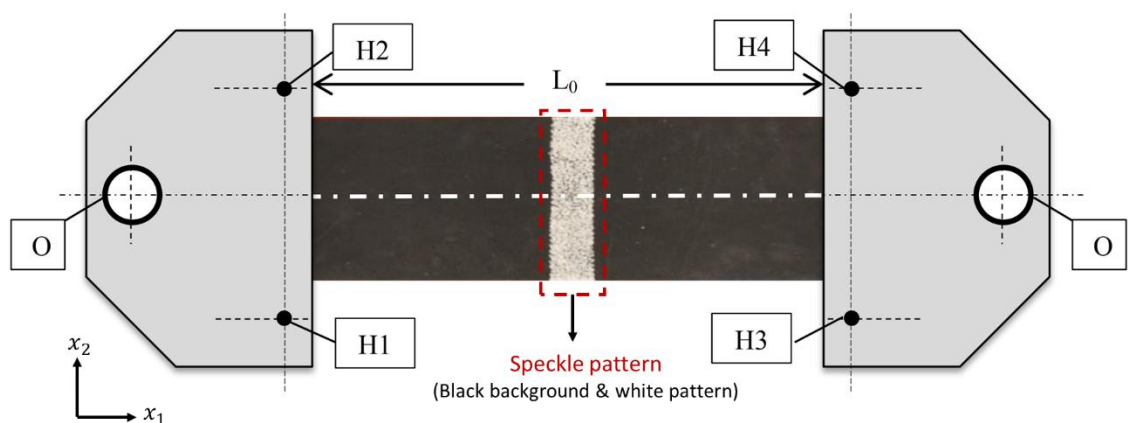 H2
H4
L₀
O
O
H1
H3
x₂
x₁
Speckle pattern
(Black background & white pattern)